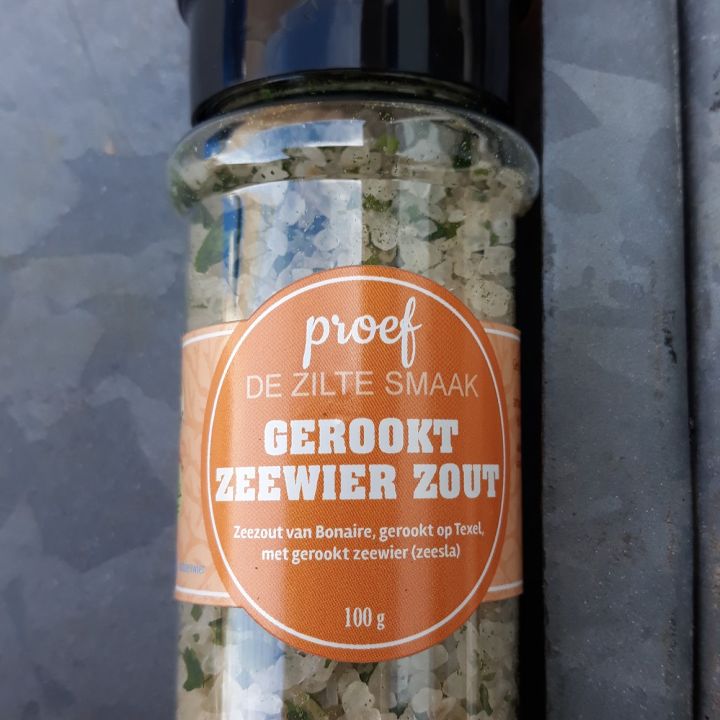 proef
DE ZILTE SMAAK
GEROOKT
ZEEWIER ZOUT
Zeezout van Bonaire, gerookt op Texel,
met gerookt zeewier (zeesla)
100 g